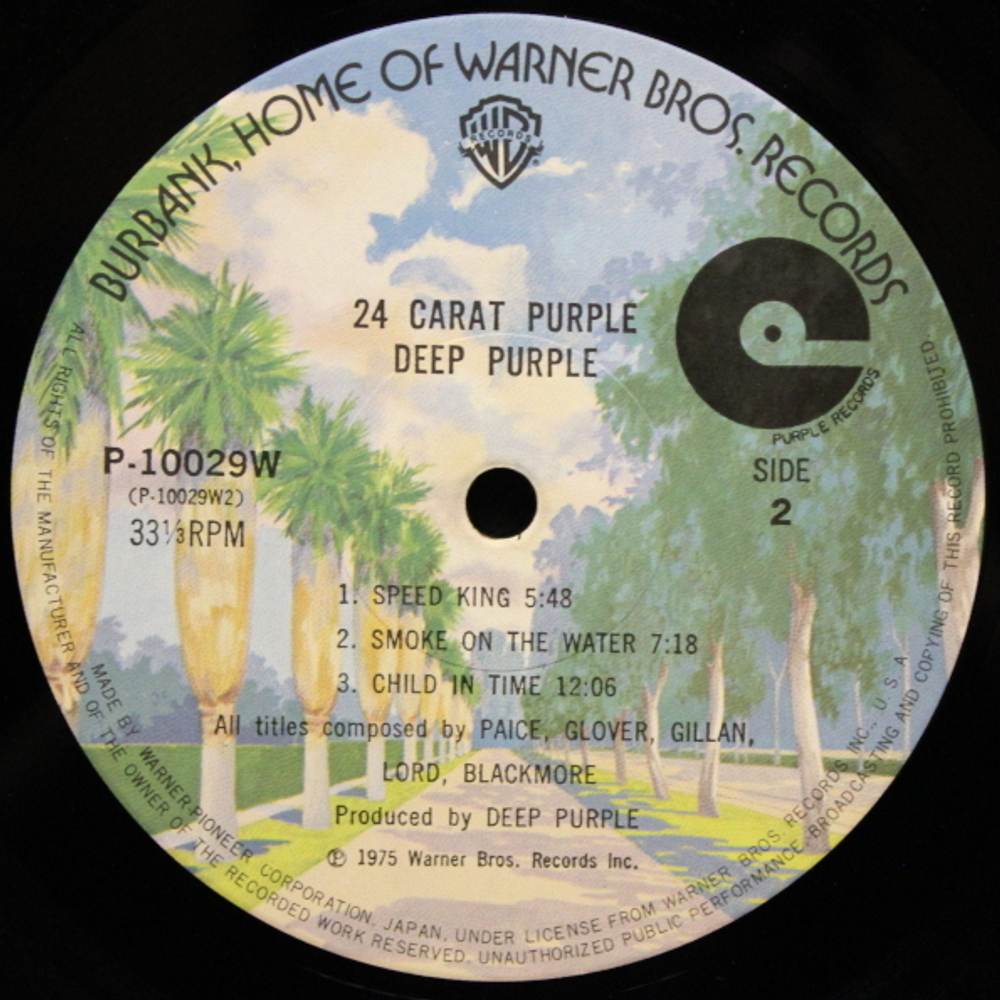 BURBANK, HOME OF WARNER BROS. RECORDS
W
RECORDS
®
24 CARAT PURPLE
DEEP PURPLE
PURPLE RECORDS
P-10029W
(P-10029W2)
33⅓RPM
SIDE
2
1. SPEED KING 5:48
2. SMOKE ON THE WATER 7:18
3. CHILD IN TIME 12:06
All titles composed by PAICE, GLOVER, GILLAN,
LORD, BLACKMORE
Produced by DEEP PURPLE
℗ 1975 Warner Bros. Records Inc.
MADE BY WARNER-PIONEER CORPORATION, JAPAN, UNDER LICENSE FROM WARNER BROS. RECORDS INC., U. S. A
ALL RIGHTS OF THE MANUFACTURER AND OF THE OWNER OF THE RECORDED WORK RESERVED. UNAUTHORIZED PUBLIC PERFORMANCE BROADCASTING AND COPYING OF THIS RECORD PROHIBITED.